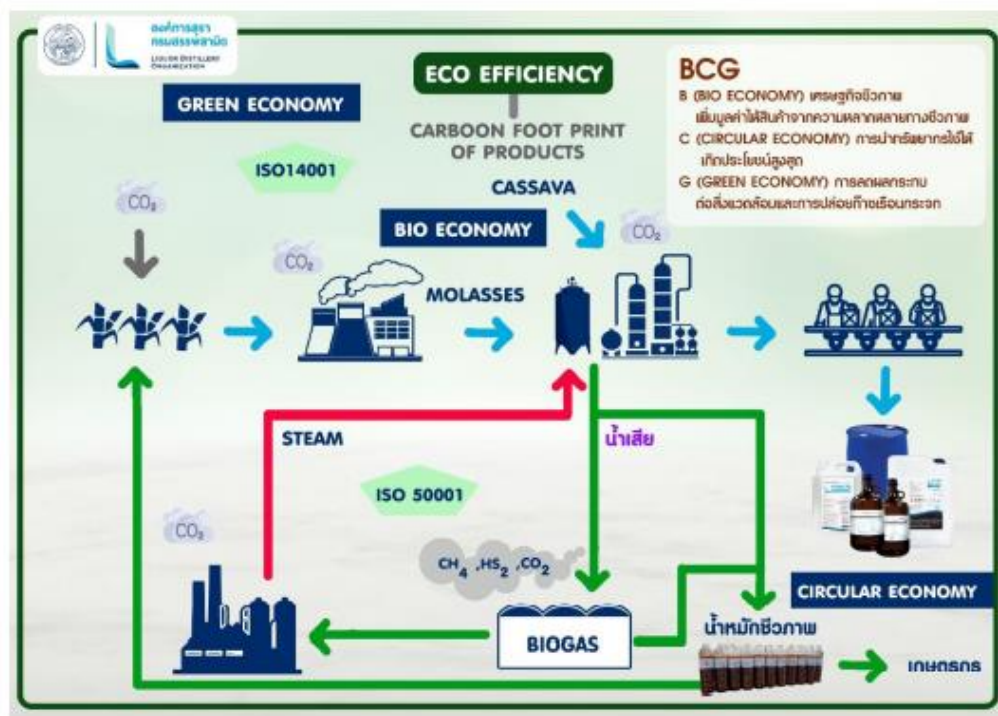 องค์การสุรา
กรมสรรพสามิต
LIQUOR DISTILLERY
ORGANIZATION
ECO EFFICIENCY
GREEN ECONOMY
CARBOON FOOT PRINT
OF PRODUCTS
BCG
B (BIO ECONOMY) เศรษฐกิจชีวภาพ
เพิ่มมูลค่าให้สินค้าจากความหลากหลายทางชีวภาพ
C (CIRCULAR ECONOMY) การนำทรัพยากรใช้ให้
เกิดประโยชน์สูงสุด
G (GREEN ECONOMY) การลดผลกระทบ
ต่อสิ่งแวดล้อมและการปล่อยก๊าซเรือนกระจก
ISO14001
CASSAVA
CO₂
BIO ECONOMY
CO₂
CO₂
MOLASSES
STEAM
น้ำเสีย
ISO 50001
CO₂
CH₄ ,HS₂ ,CO₂
CIRCULAR ECONOMY
น้ำหมักชีวภาพ
BIOGAS
เกษตรกร